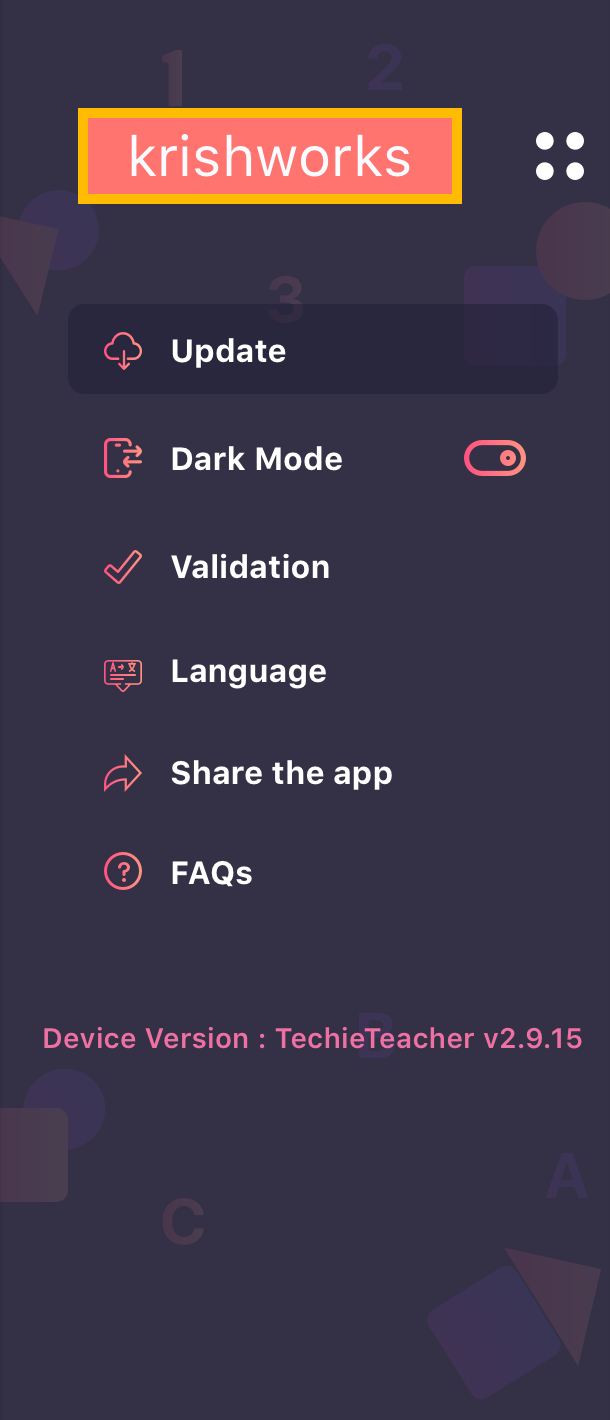 1
2
krishworks
3
Update
Dark Mode
Validation
Language
Share the app
FAQs
B
Device Version : TechieTeacher v2.9.15
A
C